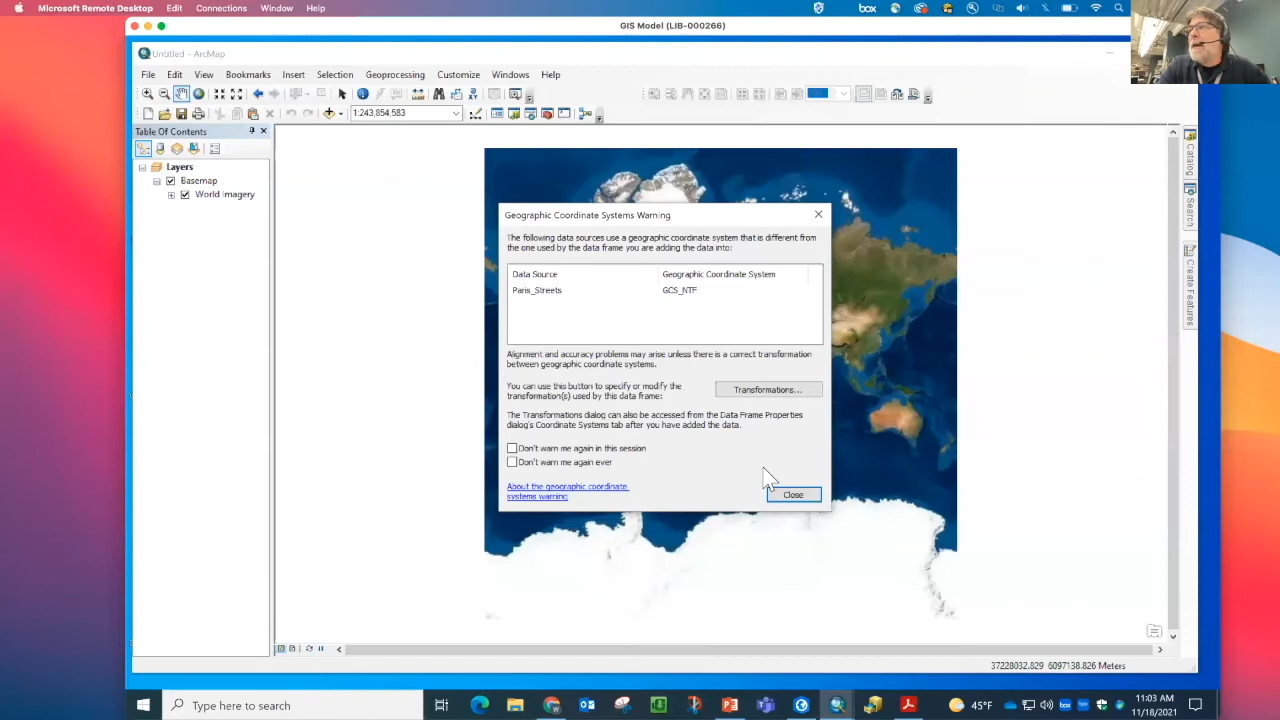 Microsoft Remote Desktop Edit Connections Window Help
box
GIS Model (LIB-000266)
Untitled - ArcMap
File Edit View Bookmarks Insert Selection Geoprocessing Customize Windows Help
1:243,854,583
Table Of Contents
Layers
Basemap
World Imagery
Geographic Coordinate Systems Warning
The following data sources use a geographic coordinate system that is different from
the one used by the data frame you are adding the data into:
Data Source Geographic Coordinate System
Paris_Streets GCS_NTF
Alignment and accuracy problems may arise unless there is a correct transformation
between geographic coordinate systems.
You can use this button to specify or modify the
transformation(s) used by this data frame:
Transformations...
The Transformations dialog can also be accessed from the Data Frame Properties
dialog's Coordinate Systems tab after you have added the data.
Don't warn me again in this session
Don't warn me again ever
About the geographic coordinate
systems warning
Close
Catalog
Search
Create Features
37228032.829 6097138.826 Meters
Type here to search
45°F
box
11:03 AM
11/18/2021